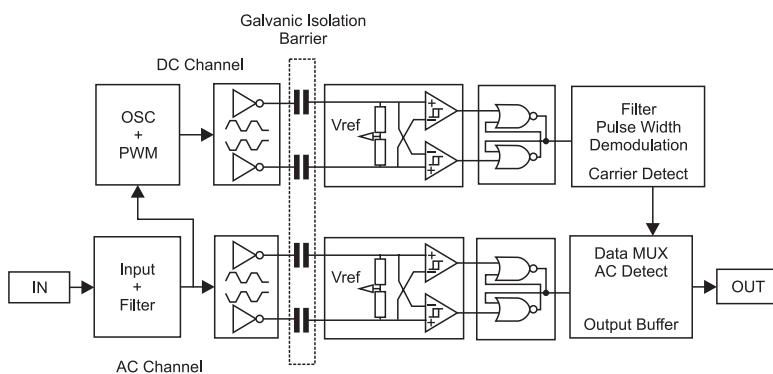 Galvanic Isolation
Barrier
DC Channel
OSC
+
PWM
Vref
+
−
−
+
Filter
Pulse Width
Demodulation
Carrier Detect
IN
Input
+
Filter
Vref
+
−
−
+
Data MUX
AC Detect
Output Buffer
OUT
AC Channel